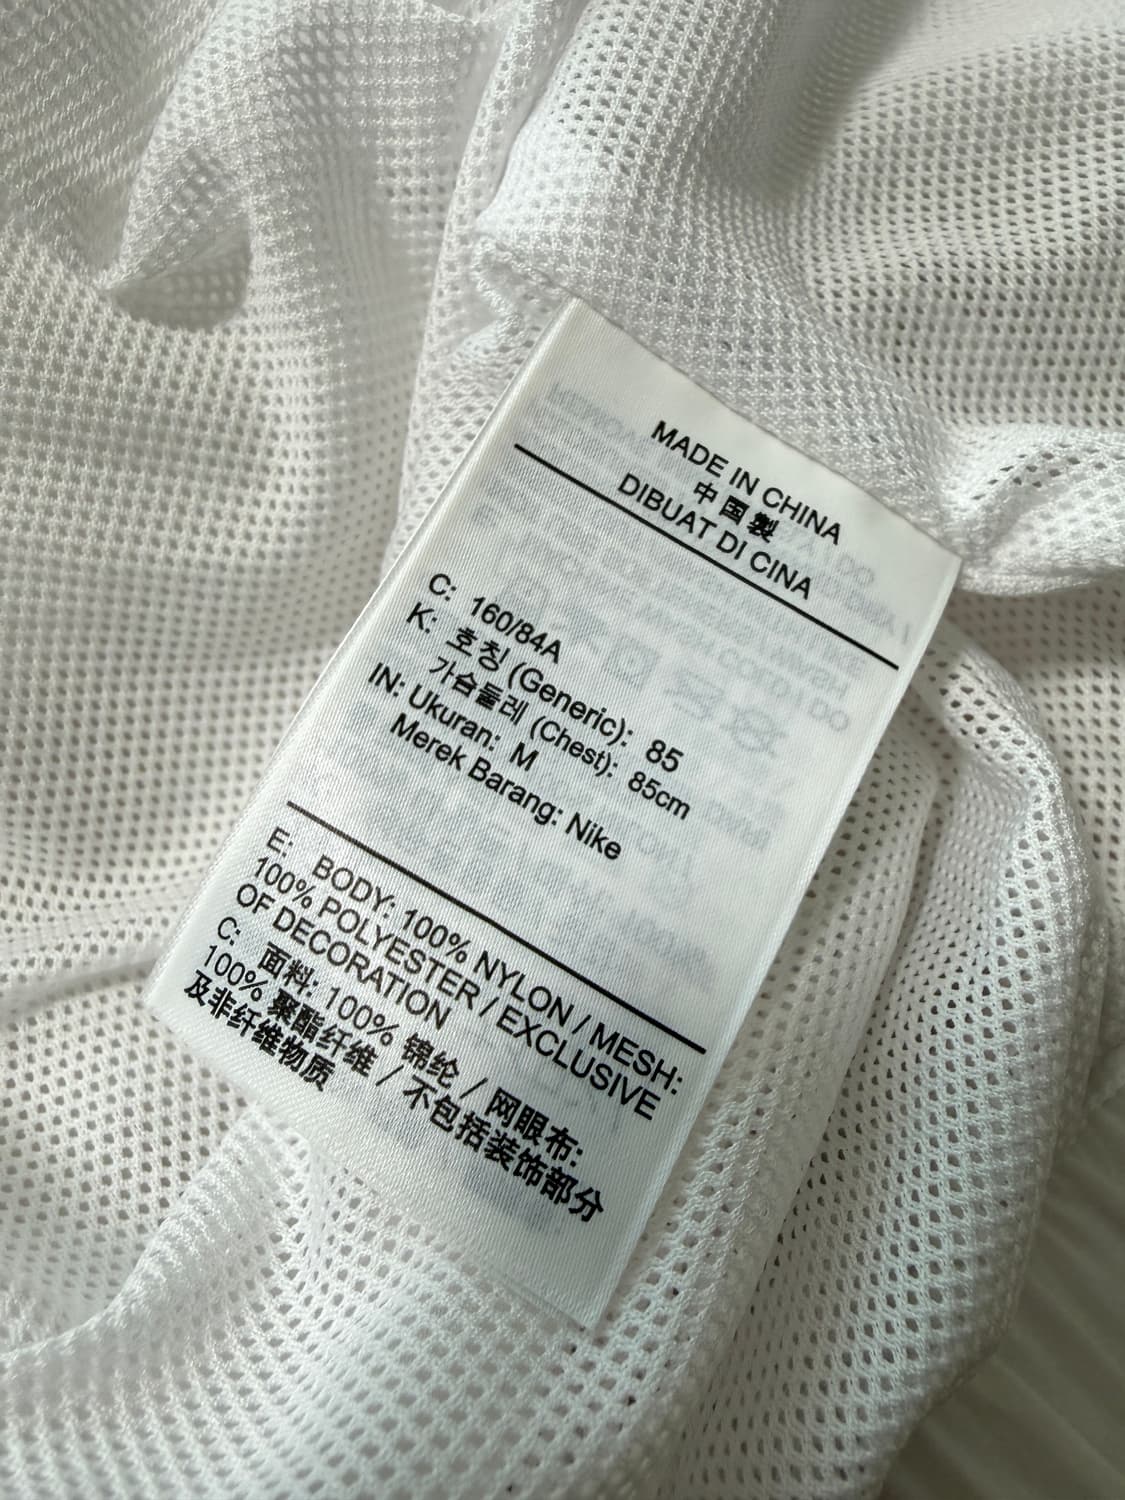 MADE IN CHINA
中国製
DIBUAT DI CINA
C: 160/84A
K: 호칭 (Generic): 85
가슴둘레 (Chest): 85cm
IN: Ukuran: M
Merek Barang: Nike
E: BODY: 100% NYLON / MESH:
100% POLYESTER / EXCLUSIVE
OF DECORATION
C: 面料: 100% 锦纶 / 网眼布:
100% 聚酯纤维 / 不包括装饰部分
及非纤维物质